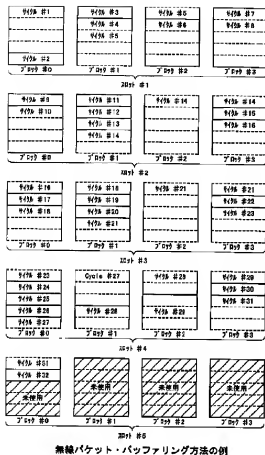 サイクル #1
サイクル #2
ブロック #0
サイクル #3
サイクル #4
サイクル #5
ブロック #1
サイクル #5
サイクル #6
ブロック #2
サイクル #7
サイクル #8
ブロック #3
スロット #1
サイクル #9
サイクル #10
ブロック #0
サイクル #11
サイクル #12
サイクル #13
サイクル #14
ブロック #1
サイクル #14
ブロック #2
サイクル #14
サイクル #15
サイクル #16
ブロック #3
スロット #2
サイクル #16
サイクル #17
サイクル #18
ブロック #0
サイクル #18
サイクル #19
サイクル #20
サイクル #21
ブロック #1
サイクル #21
ブロック #2
サイクル #21
サイクル #22
サイクル #23
ブロック #3
スロット #3
サイクル #23
サイクル #24
サイクル #25
サイクル #26
サイクル #27
ブロック #0
Cycle #27
サイクル #28
ブロック #1
サイクル #29
ブロック #2
サイクル #29
サイクル #30
サイクル #31
ブロック #3
スロット #4
サイクル #31
サイクル #32
未使用
ブロック #0
未使用
ブロック #1
未使用
ブロック #2
未使用
ブロック #3
スロット #5
無線パケット・バッファリング方法の例